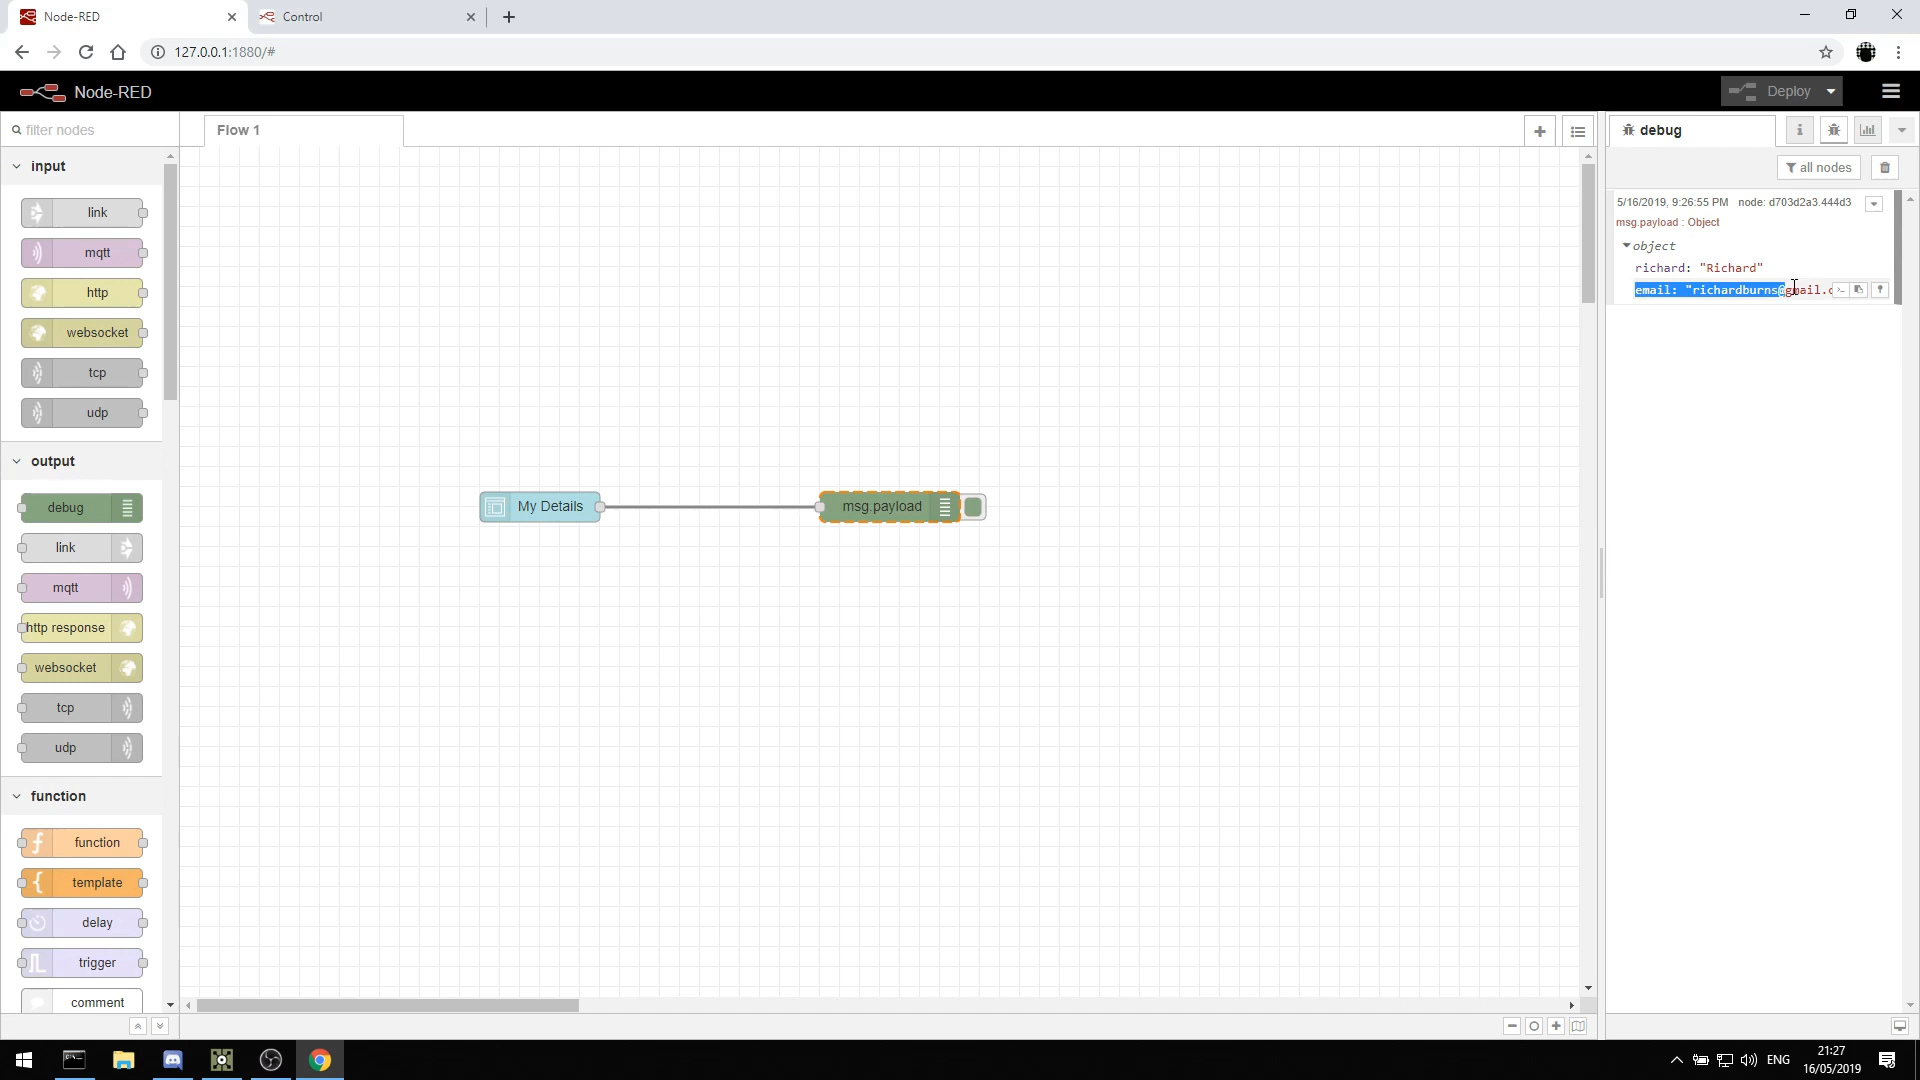 Node-RED
Control
127.0.0.1:1880/#
Node-RED
Deploy
filter nodes
Flow 1
debug
i
input
all nodes
5/16/2019, 9:26:55 PM node: d703d2a3.444d3
msg.payload : Object
object
richard: "Richard"
email: "richardburns@gmail.c
link
mqtt
http
websocket
tcp
udp
output
debug
link
mqtt
http response
websocket
tcp
udp
My Details
msg.payload
function
function
template
delay
trigger
comment
ENG
21:27
16/05/2019